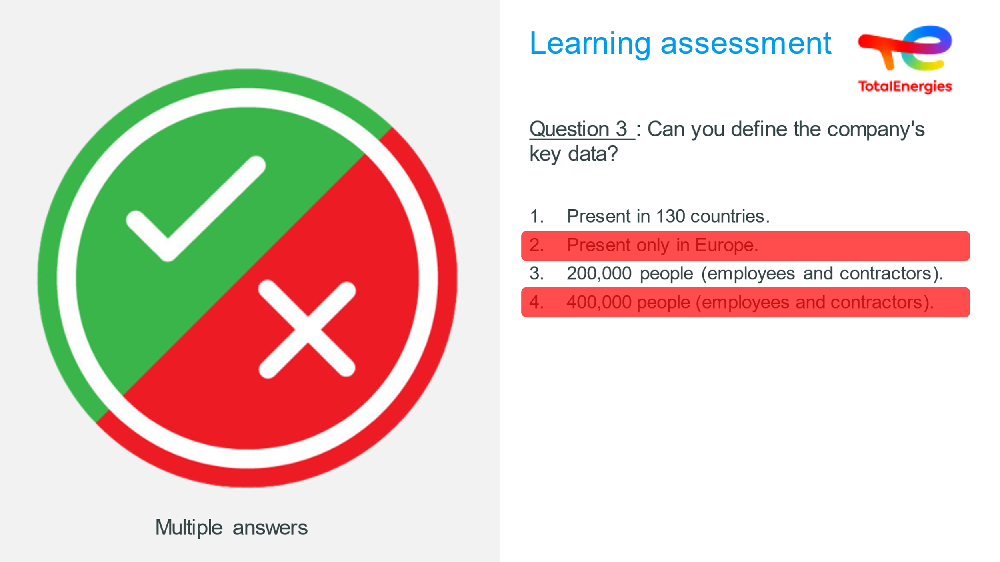 Learning assessment
TotalEnergies
Question 3 : Can you define the company's
key data?
1. Present in 130 countries.
2. Present only in Europe.
3. 200,000 people (employees and contractors).
4. 400,000 people (employees and contractors).
Multiple answers